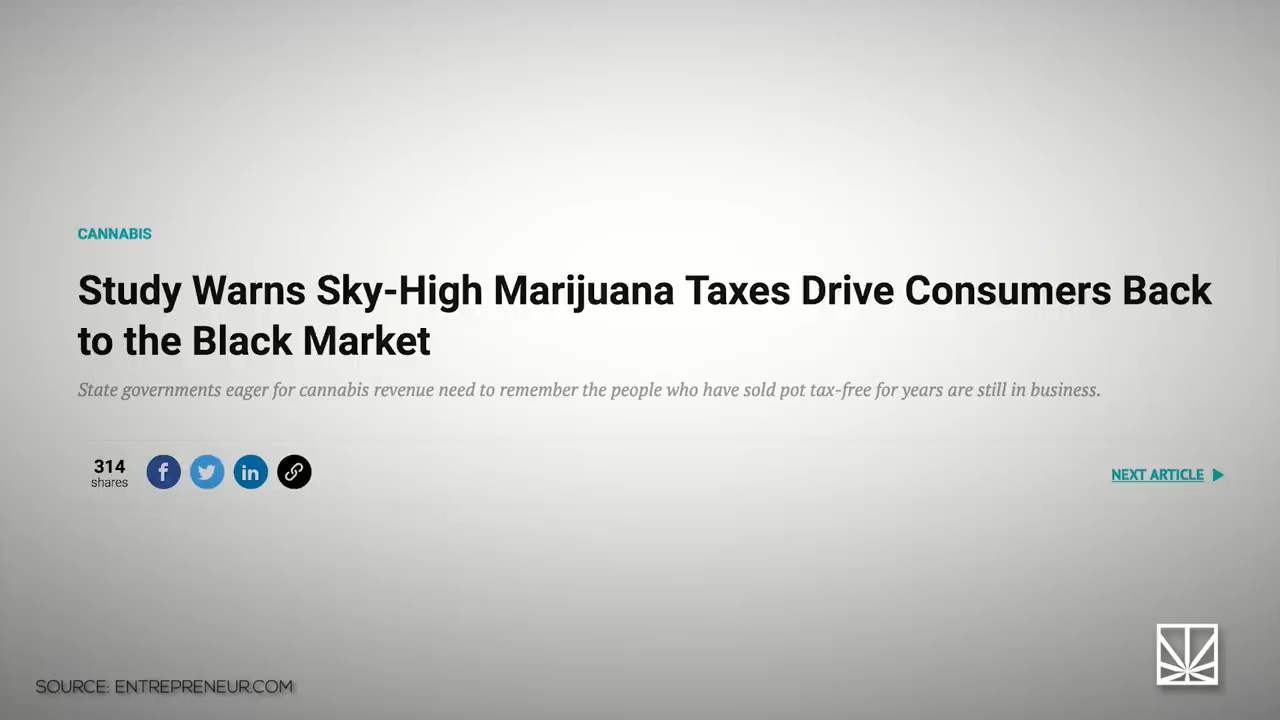 CANNABIS
Study Warns Sky-High Marijuana Taxes Drive Consumers Back
to the Black Market
State governments eager for cannabis revenue need to remember the people who have sold pot tax-free for years are still in business.
314
shares
f
in
NEXT ARTICLE
SOURCE: ENTREPRENEUR.COM